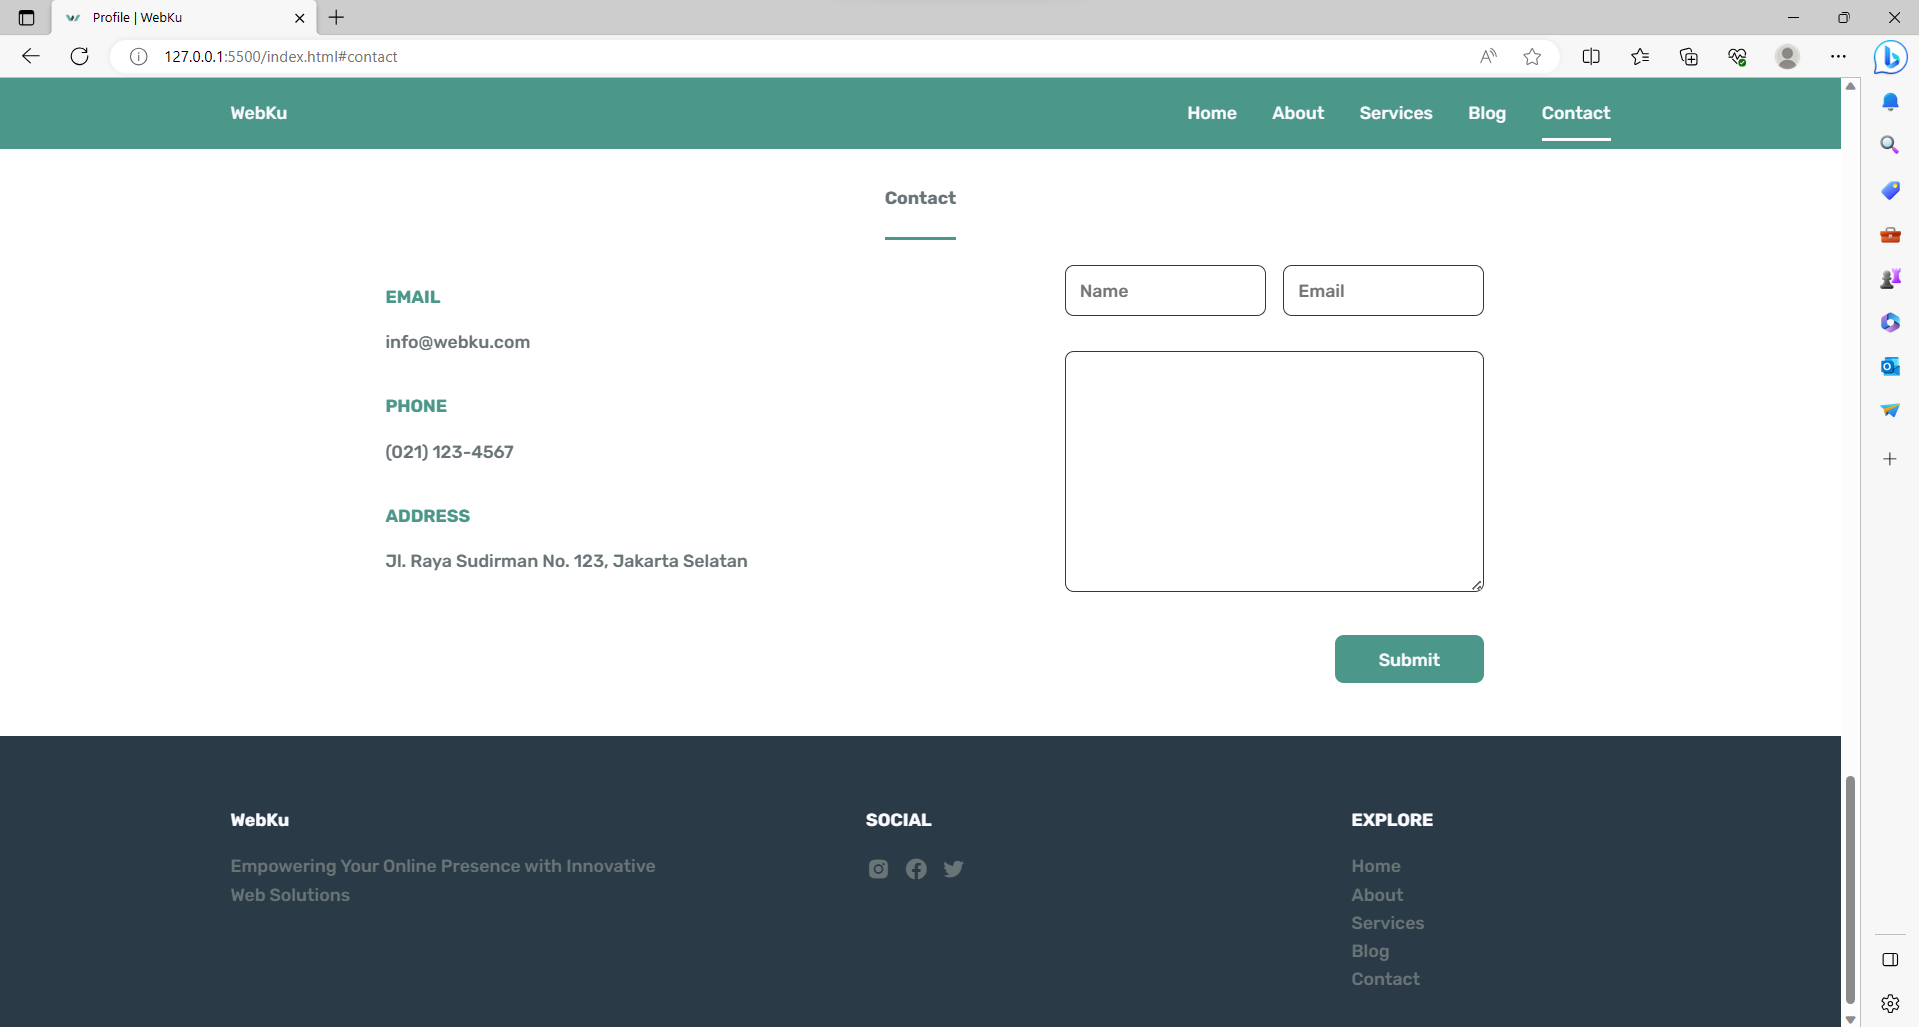 Profile | WebKu
127.0.0.1:5500/index.html#contact
WebKu
Home About Services Blog Contact
Contact
EMAIL
info@webku.com
PHONE
(021) 123-4567
ADDRESS
Jl. Raya Sudirman No. 123, Jakarta Selatan
Name Email
Submit
WebKu
Empowering Your Online Presence with Innovative
Web Solutions
SOCIAL
EXPLORE
Home
About
Services
Blog
Contact